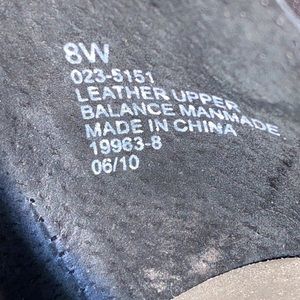 8W
023-5151
LEATHER UPPER
BALANCE MANMADE
MADE IN CHINA
19963-8
06/10